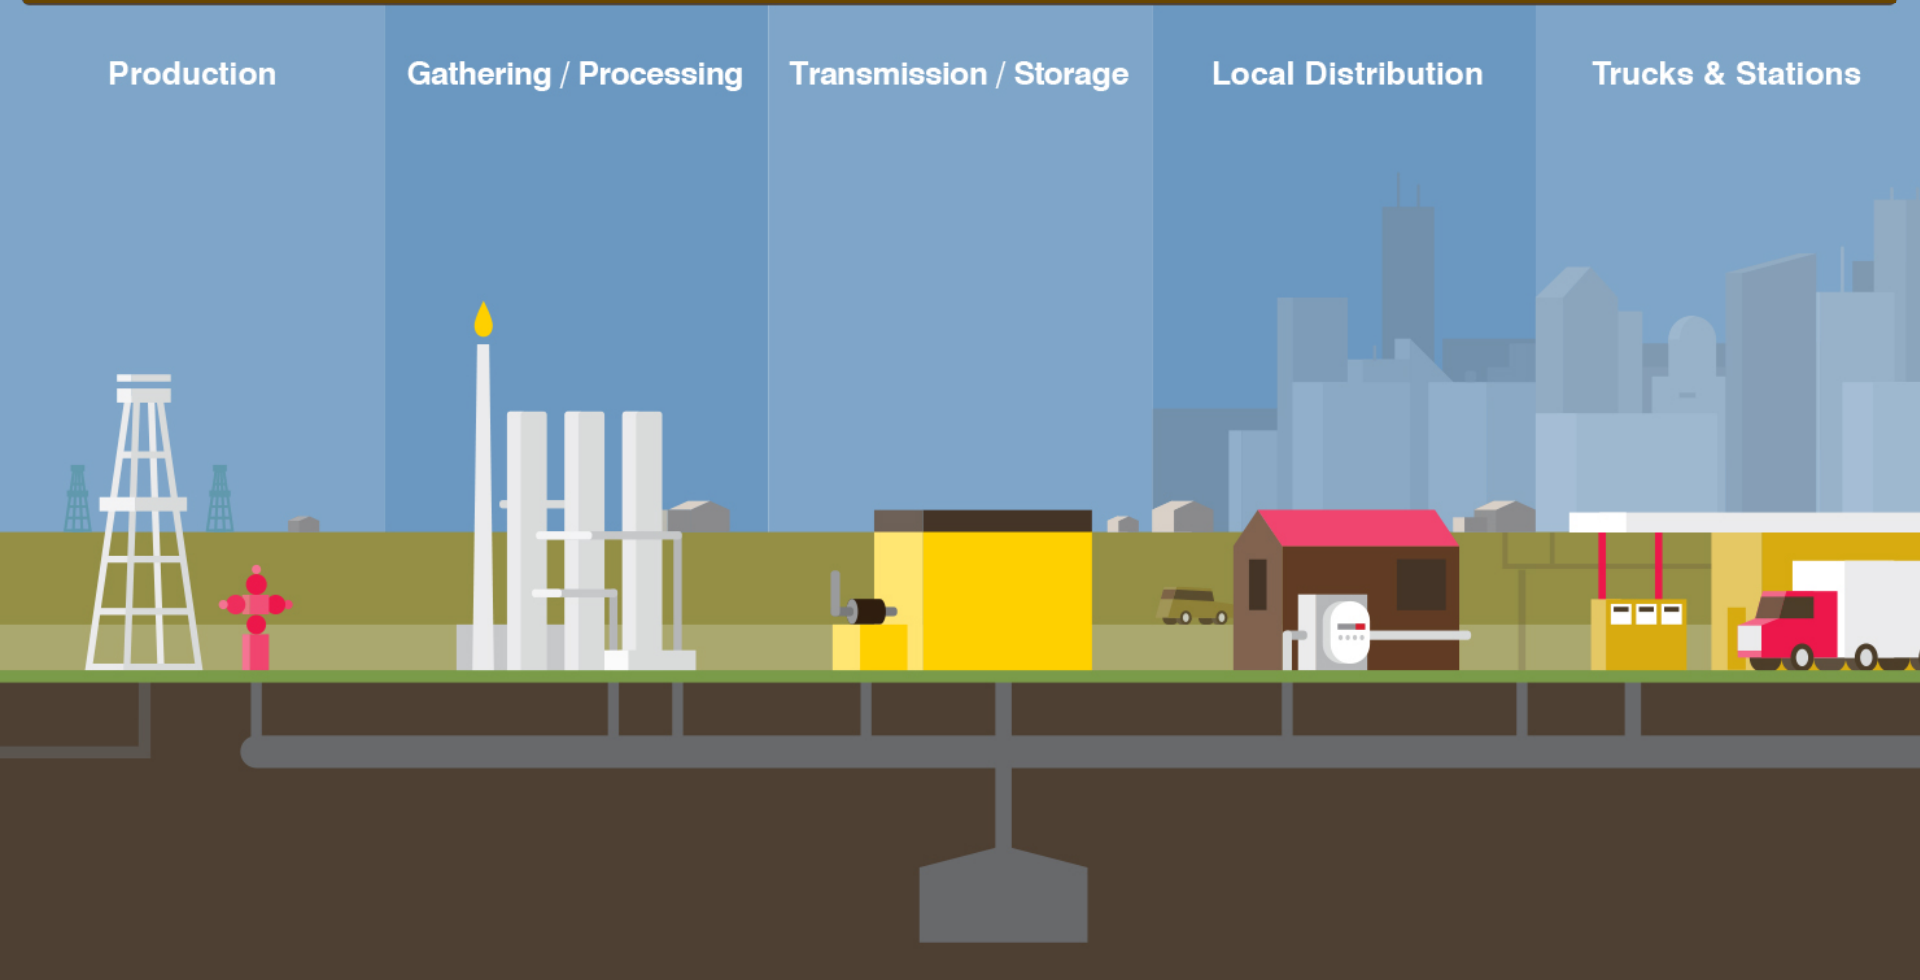 Production
Gathering / Processing
Transmission / Storage
Local Distribution
Trucks & Stations